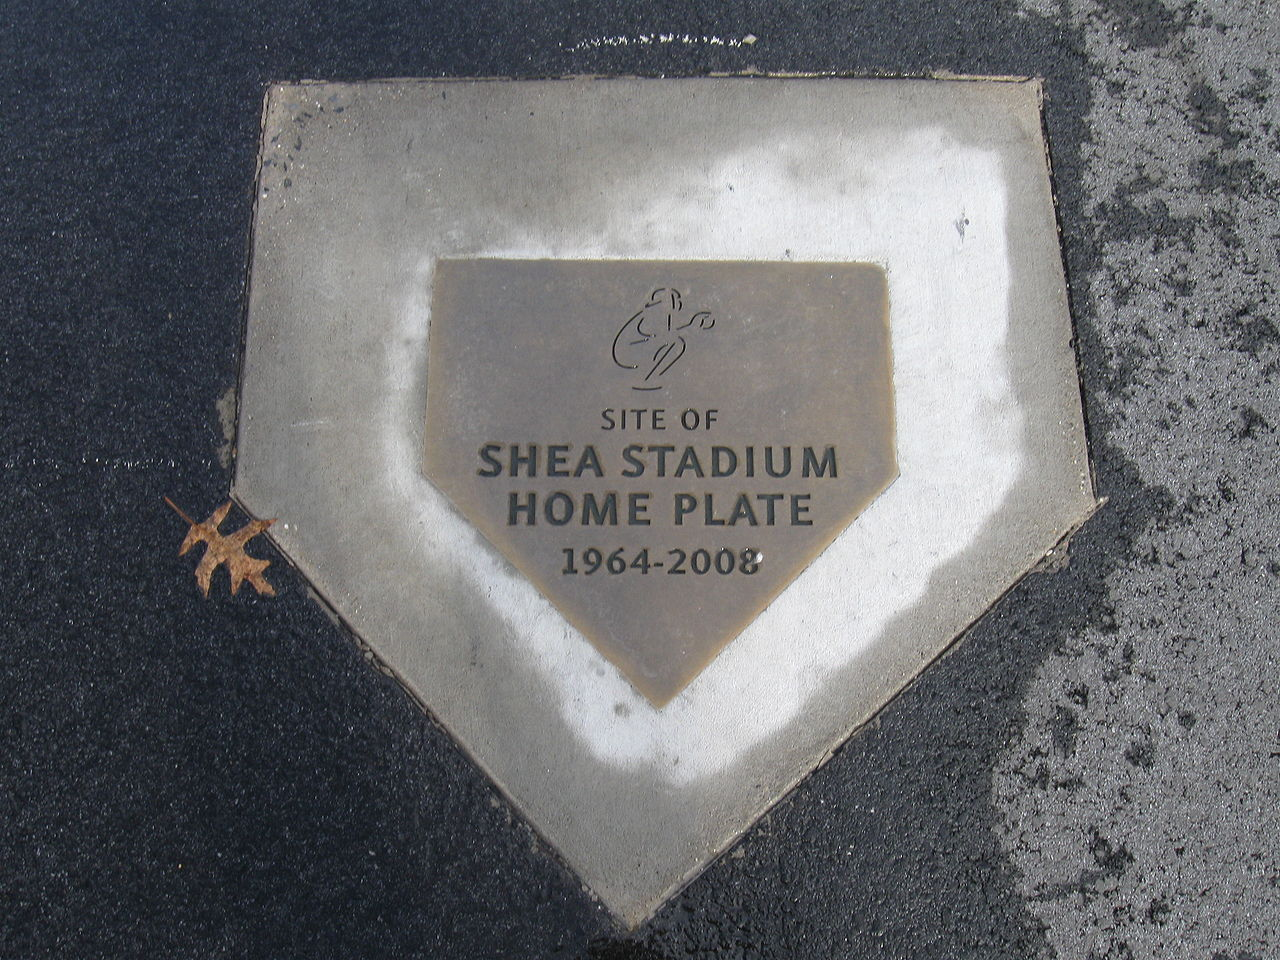 SITE OF
SHEA STADIUM
HOME PLATE
1964-2008